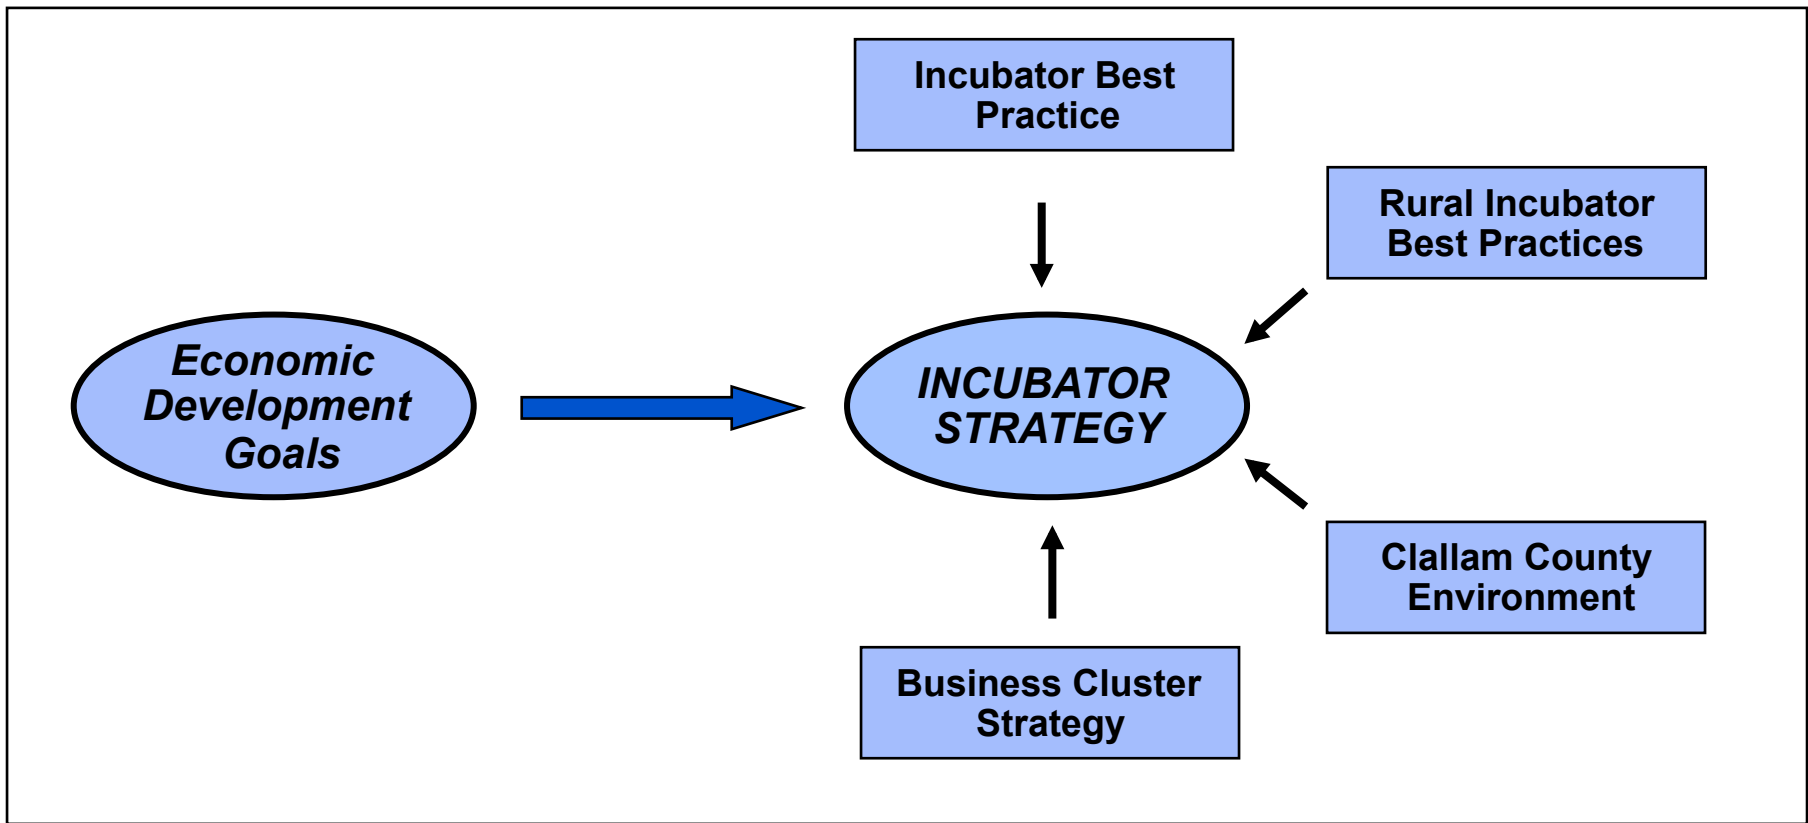 Incubator Best
Practice
Rural Incubator
Best Practices
Economic
Development
Goals
INCUBATOR
STRATEGY
Clallam County
Environment
Business Cluster
Strategy